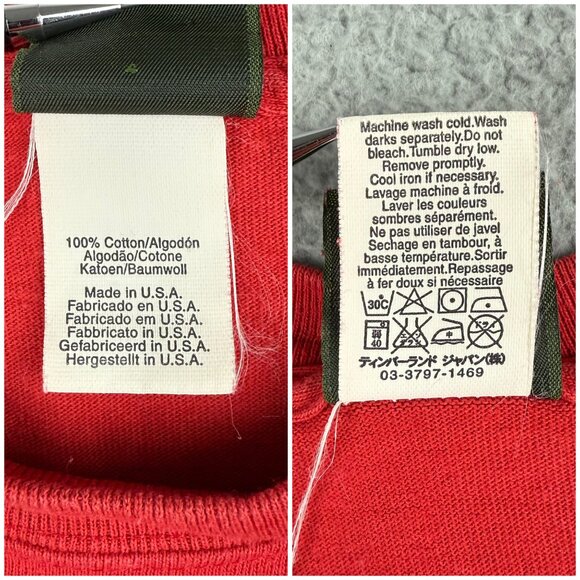 100% Cotton/Algodón
Algodão/Cotone
Katoen/Baumwoll
Made in U.S.A.
Fabricado en U.S.A.
Fabricado em U.S.A.
Fabbricato in U.S.A.
Gefabriceerd in U.S.A.
Hergestellt in U.S.A.
Machine wash cold.Wash
darks separately.Do not
bleach.Tumble dry low.
Remove promptly.
Cool iron if necessary.
Lavage machine à froid.
Laver les couleurs
sombres séparément.
Ne pas utiliser de javel
Sechage en tambour, à
basse température.Sortir
immédiatement.Repassage
à fer doux si nécessaire
30C
40
ティンバーランド ジャパン(株)
03-3797-1469